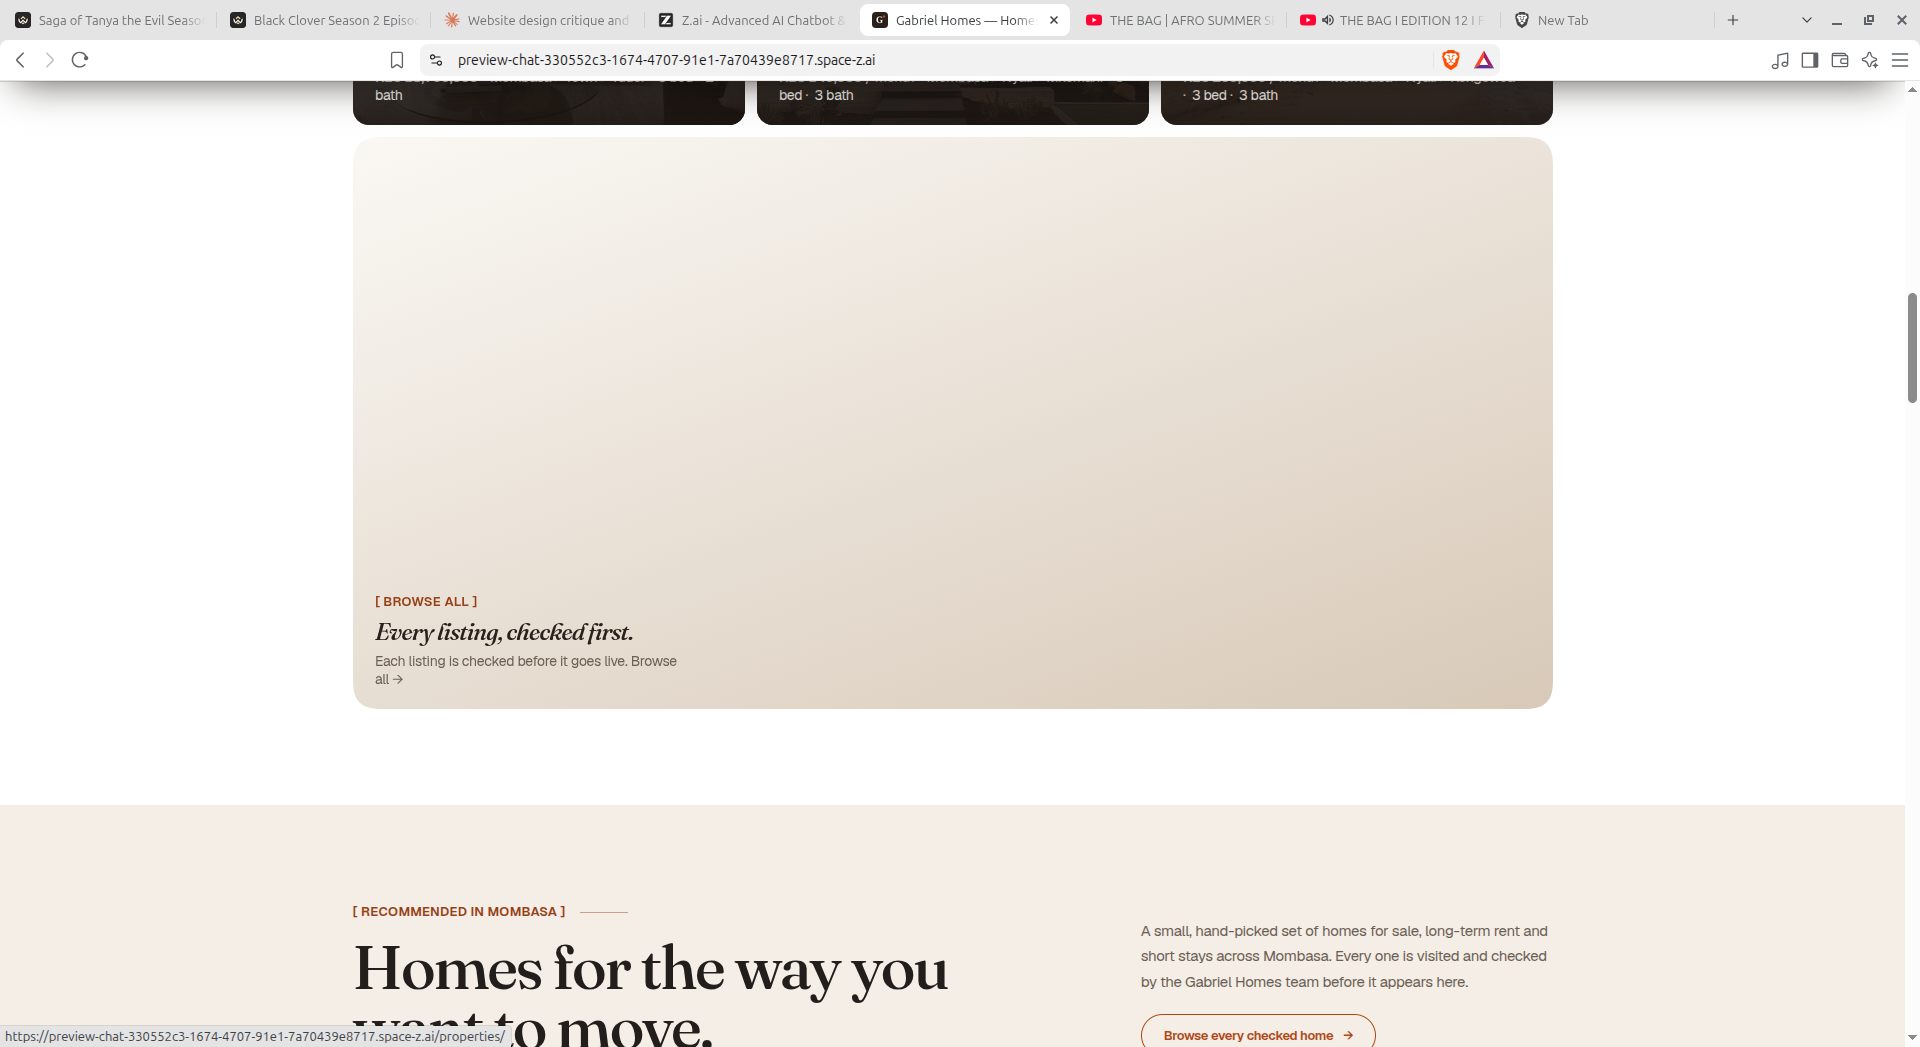 Saga of Tanya the Evil Seaso
Black Clover Season 2 Episo
Website design critique and
Z.ai - Advanced AI Chatbot &
Gabriel Homes — Home
THE BAG | AFRO SUMMER S
THE BAG I EDITION 12 I F
New Tab
preview-chat-330552c3-1674-4707-91e1-7a70439e8717.space-z.ai
bath
bed · 3 bath
· 3 bed · 3 bath
[ BROWSE ALL ]
Every listing, checked first.
Each listing is checked before it goes live. Browse
all →
[ RECOMMENDED IN MOMBASA ]
Homes for the way you
want to move.
A small, hand-picked set of homes for sale, long-term rent and
short stays across Mombasa. Every one is visited and checked
by the Gabriel Homes team before it appears here.
Browse every checked home →
https://preview-chat-330552c3-1674-4707-91e1-7a70439e8717.space-z.ai/properties/